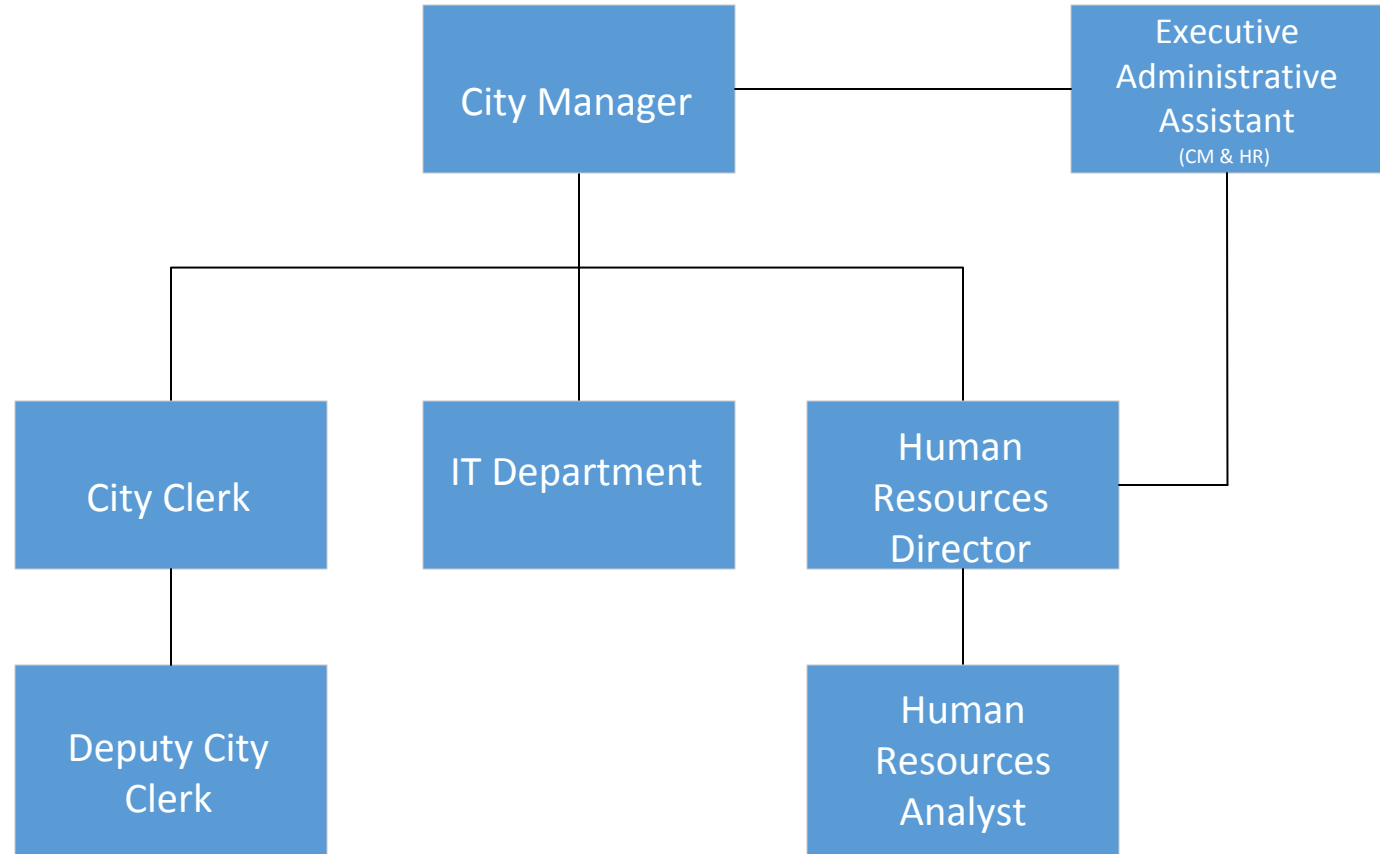 City Manager
Executive
Administrative
Assistant
(CM & HR)
City Clerk
IT Department
Human
Resources
Director
Deputy City
Clerk
Human
Resources
Analyst